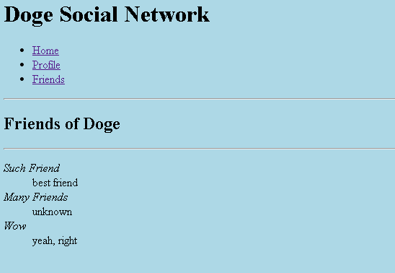 Doge Social Network
Home
Profile
Friends
Friends of Doge
Such Friend
best friend
Many Friends
unknown
Wow
yeah, right